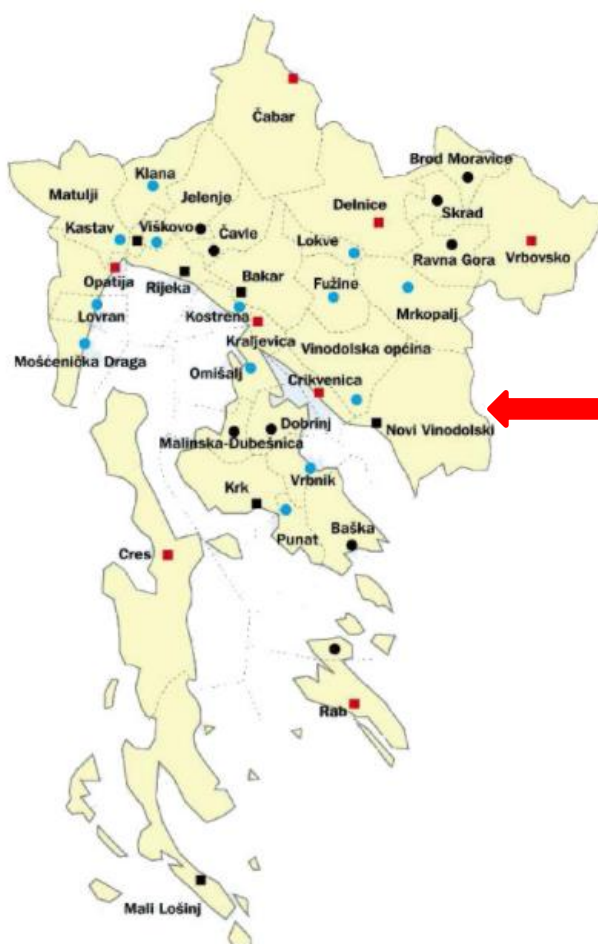 Čabar
Brod Moravice
Klana
Matulji
Jelenje
Delnice
Skrad
Kastav
Viškovo
Čavle
Lokve
Ravna Gora
Vrbovsko
Opatija
Rijeka
Bakar
Fužine
Mrkopalj
Lovran
Kostrena
Kraljevica
Vinodolska općina
Mošćenička Draga
Omišalj
Crikvenica
Dobrinj
Novi Vinodolski
Malinska-Dubešnica
Krk
Vrbnik
Baška
Punat
Cres
Rab
Mali Lošinj